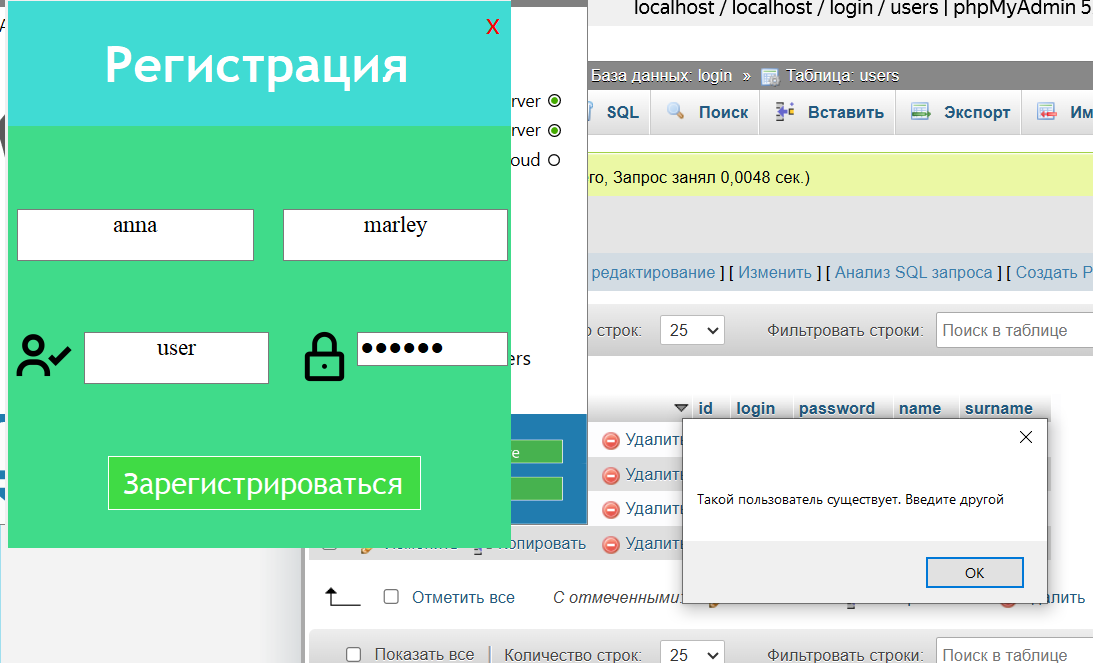 localhost / localhost / login / users | phpMyAdmin 5
X
Регистрация
База данных: login » Таблица: users
rver
SQL Поиск Вставить Экспорт Им
rver
oud
го, Запрос занял 0,0048 сек.)
anna marley
редактирование ] [ Изменить ] [ Анализ SQL запроса ] [ Создать P
о строк: 25 Фильтровать строки: Поиск в таблице
user ●●●●●●
ers
id login password name surname
Удалить
Такой пользователь существует. Введите другой
OK
e
Удалить
Зарегистрироваться
Удалить
Изменить Копировать Удалить
Отметить все С отмеченными: далить
Показать все Количество строк: 25 Фильтровать строки: Поиск в таблице